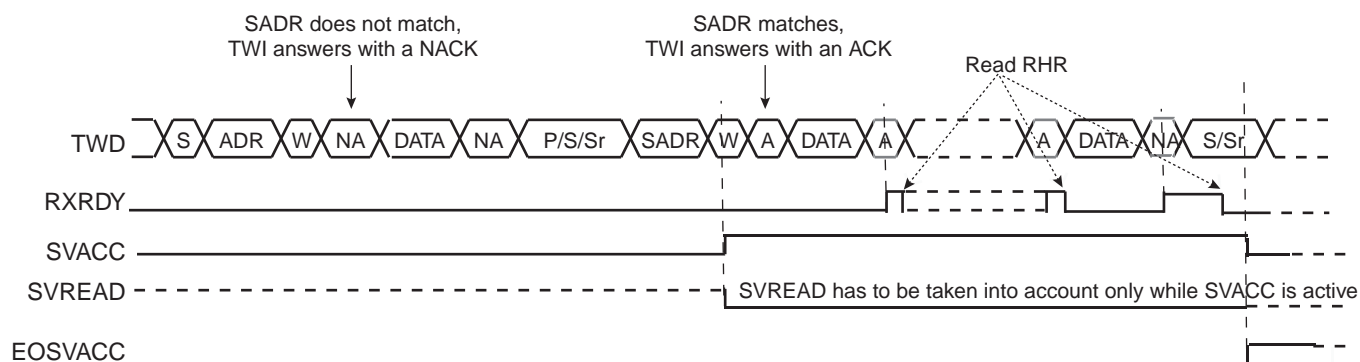 SADR does not match,
TWI answers with a NACK
SADR matches,
TWI answers with an ACK
Read RHR
TWD S ADR W NA DATA NA P/S/Sr SADR W A DATA A A DATA NA S/Sr
RXRDY
SVACC
SVREAD SVREAD has to be taken into account only while SVACC is active
EOSVACC